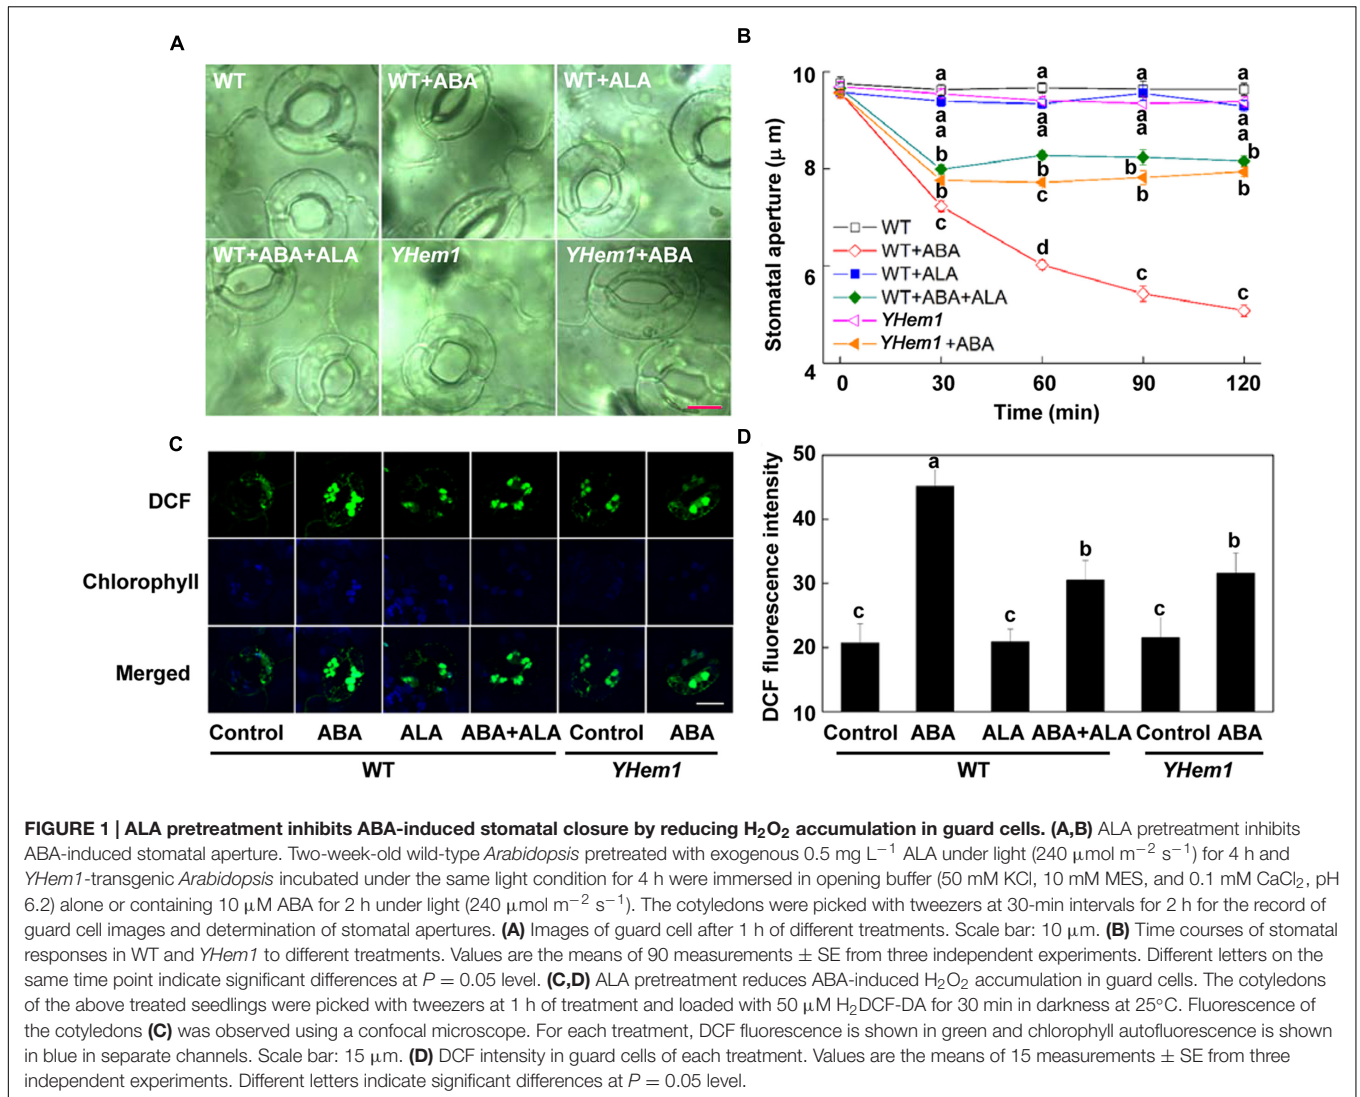 A
WT
WT+ABA
WT+ALA
WT+ABA+ALA
YHem1
YHem1+ABA
B
Stomatal aperture (μm)
10
8
6
4
a a a a
a a a a
a a a a
b b b b
b c b b
c d c c
WT
WT+ABA
WT+ALA
WT+ABA+ALA
YHem1
YHem1+ABA
0 30 60 90 120
Time (min)
C
DCF
Chlorophyll
Merged
Control ABA ALA ABA+ALA Control ABA
WT YHem1
D
DCF fluorescence intensity
50
40
30
20
10
c a c b c b
Control ABA ALA ABA+ALA Control ABA
WT YHem1
FIGURE 1 | ALA pretreatment inhibits ABA-induced stomatal closure by reducing H₂O₂ accumulation in guard cells. (A,B) ALA pretreatment inhibits
ABA-induced stomatal aperture. Two-week-old wild-type Arabidopsis pretreated with exogenous 0.5 mg L⁻¹ ALA under light (240 μmol m⁻² s⁻¹) for 4 h and
YHem1-transgenic Arabidopsis incubated under the same light condition for 4 h were immersed in opening buffer (50 mM KCl, 10 mM MES, and 0.1 mM CaCl₂, pH
6.2) alone or containing 10 μM ABA for 2 h under light (240 μmol m⁻² s⁻¹). The cotyledons were picked with tweezers at 30-min intervals for 2 h for the record of
guard cell images and determination of stomatal apertures. (A) Images of guard cell after 1 h of different treatments. Scale bar: 10 μm. (B) Time courses of stomatal
responses in WT and YHem1 to different treatments. Values are the means of 90 measurements ± SE from three independent experiments. Different letters on the
same time point indicate significant differences at P = 0.05 level. (C,D) ALA pretreatment reduces ABA-induced H₂O₂ accumulation in guard cells. The cotyledons
of the above treated seedlings were picked with tweezers at 1 h of treatment and loaded with 50 μM H₂DCF-DA for 30 min in darkness at 25°C. Fluorescence of
the cotyledons (C) was observed using a confocal microscope. For each treatment, DCF fluorescence is shown in green and chlorophyll autofluorescence is shown
in blue in separate channels. Scale bar: 15 μm. (D) DCF intensity in guard cells of each treatment. Values are the means of 15 measurements ± SE from three
independent experiments. Different letters indicate significant differences at P = 0.05 level.